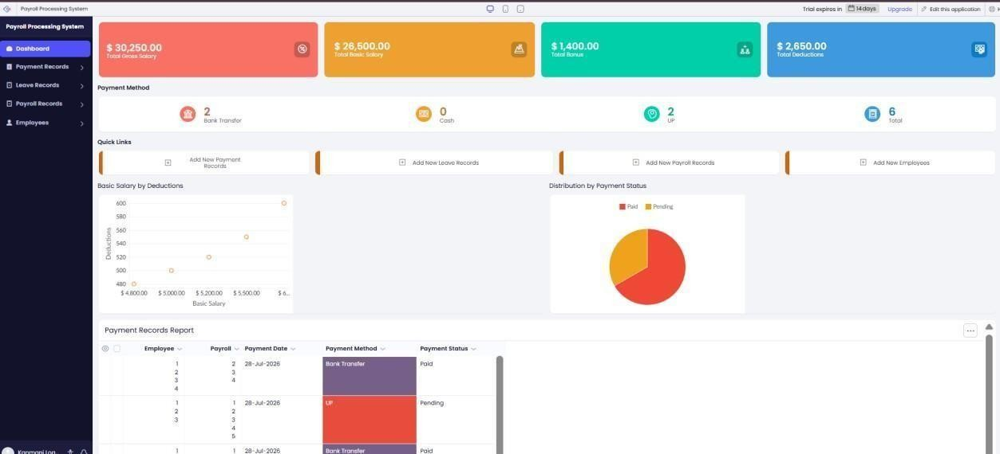 Payroll Processing System
Trial expires in 14 days Upgrade Edit this application
Payroll Processing System
Dashboard
Payment Records
Leave Records
Payroll Records
Employees
$ 30,250.00
Total Gross Salary
$ 26,500.00
Total Basic Salary
$ 1,400.00
Total Bonus
$ 2,650.00
Total Deductions
Payment Method
2
Bank Transfer
0
Cash
2
UP
6
Total
Quick Links
Add New Payment
Records
Add New Leave Records
Add New Payroll Records
Add New Employees
Basic Salary by Deductions
600
580
560
540
520
500
480
Deductions
$ 4,800.00 $ 5,000.00 $ 5,200.00 $ 5,500.00 $ 6...
Basic Salary
Distribution by Payment Status
Paid Pending
Payment Records Report
Employee Payroll Payment Date Payment Method Payment Status
1 2 28-Jul-2026 Bank Transfer Paid
2 3
3 4
4
1 1 28-Jul-2026 UP Pending
2 2
3 3
4
5
1 1 Bank Transfer Paid